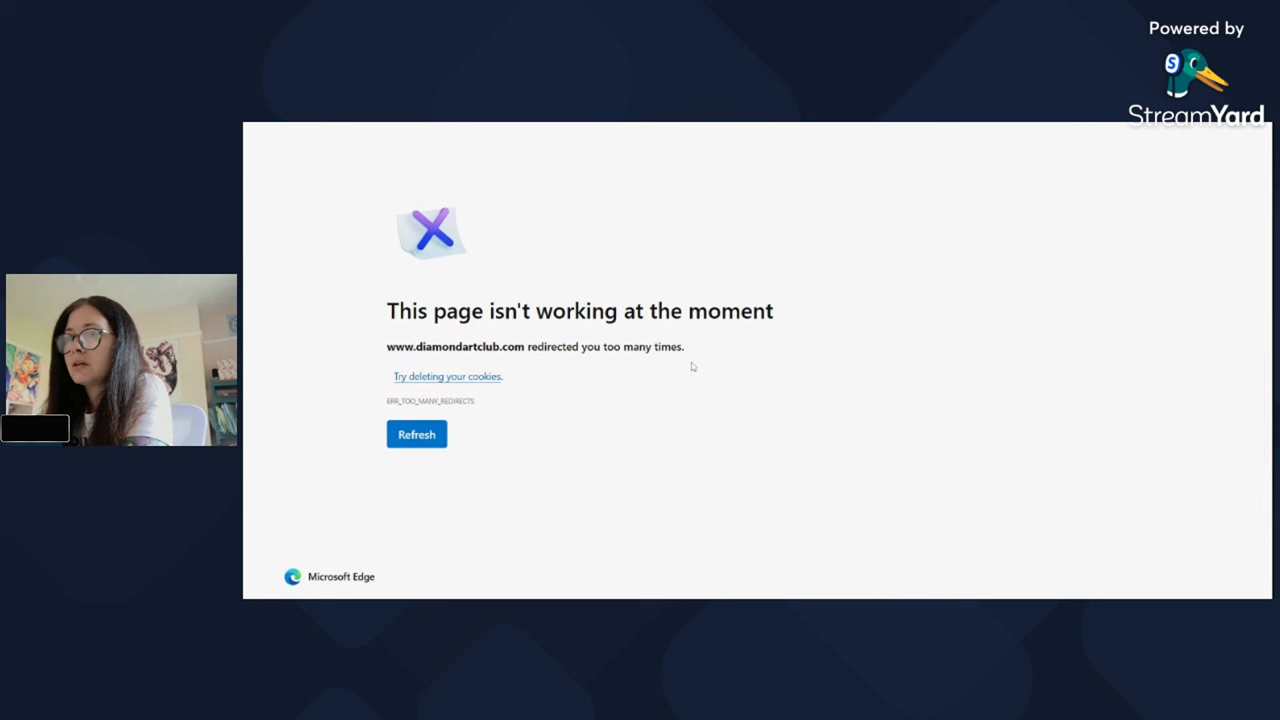 Powered by
S
StreamYard
This page isn't working at the moment
www.diamondartclub.com redirected you too many times.
Try deleting your cookies.
ERR_TOO_MANY_REDIRECTS
Refresh
Microsoft Edge